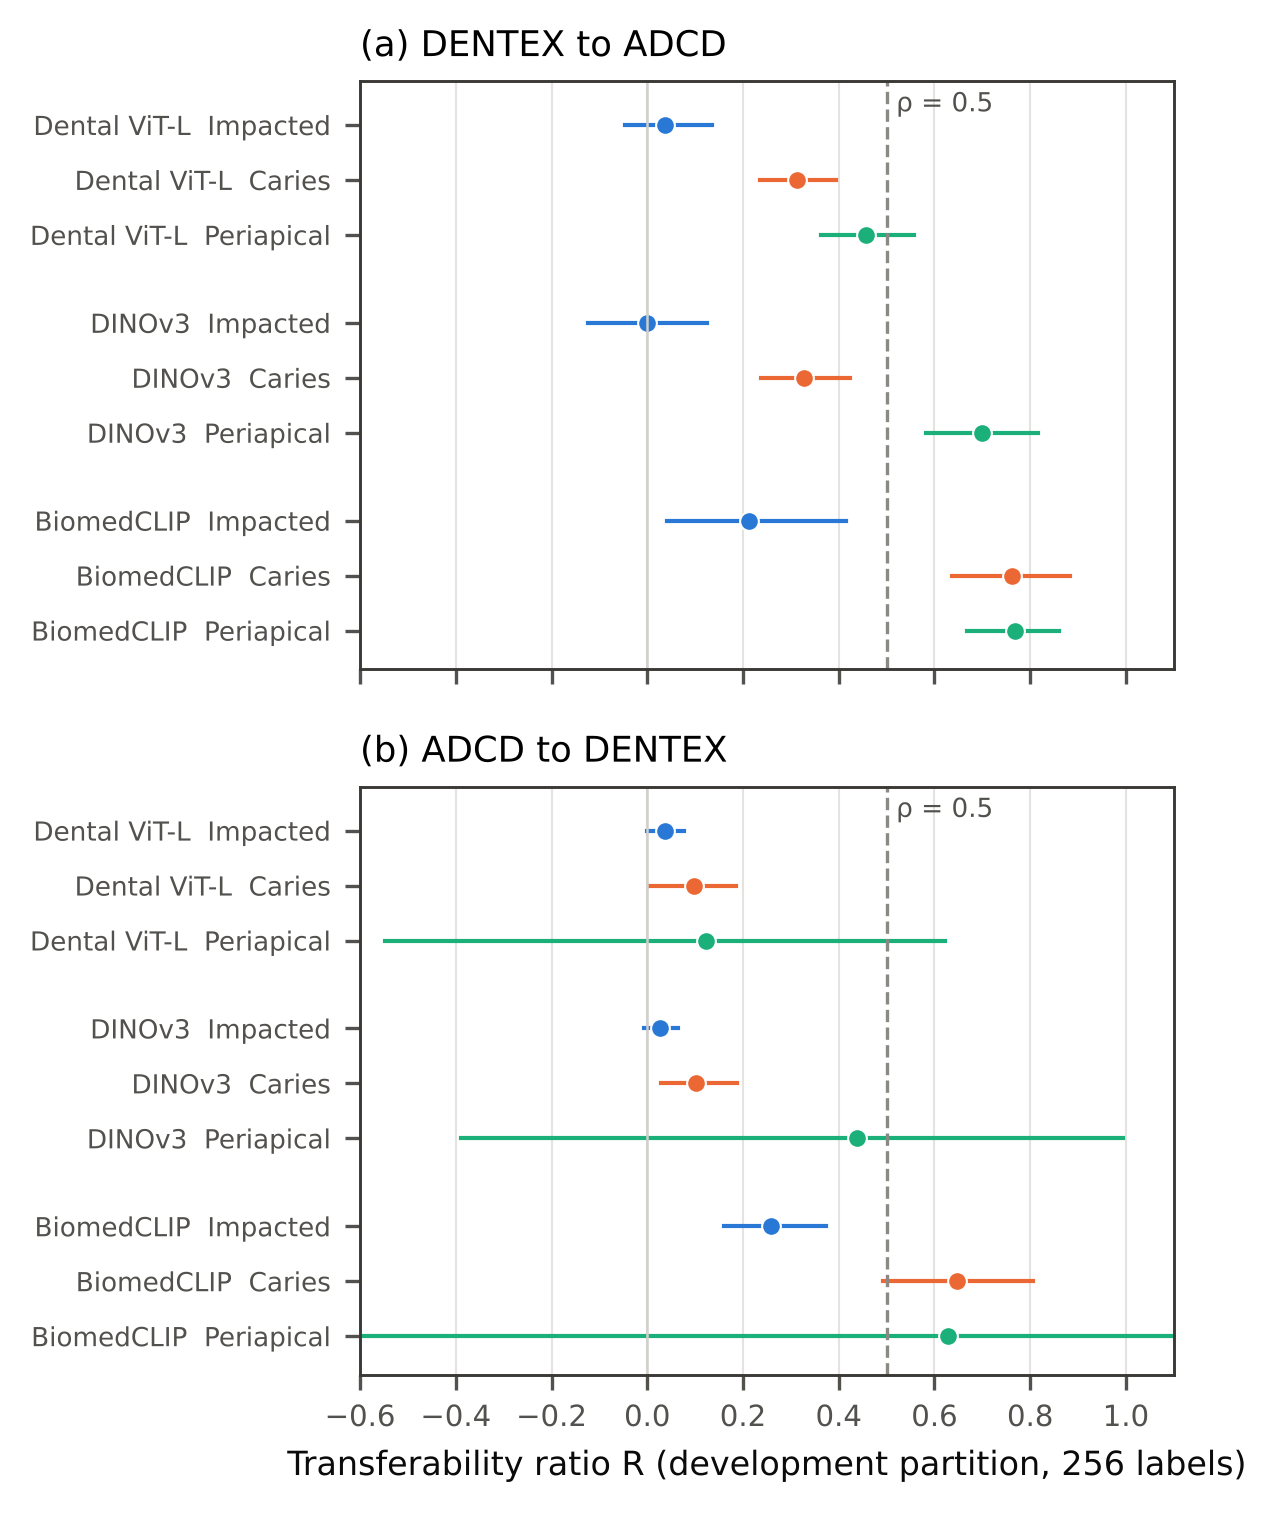 (a) DENTEX to ADCD
ρ = 0.5
Dental ViT-L Impacted
Dental ViT-L Caries
Dental ViT-L Periapical
DINOv3 Impacted
DINOv3 Caries
DINOv3 Periapical
BiomedCLIP Impacted
BiomedCLIP Caries
BiomedCLIP Periapical
(b) ADCD to DENTEX
ρ = 0.5
Dental ViT-L Impacted
Dental ViT-L Caries
Dental ViT-L Periapical
DINOv3 Impacted
DINOv3 Caries
DINOv3 Periapical
BiomedCLIP Impacted
BiomedCLIP Caries
BiomedCLIP Periapical
−0.6 −0.4 −0.2 0.0 0.2 0.4 0.6 0.8 1.0
Transferability ratio R (development partition, 256 labels)